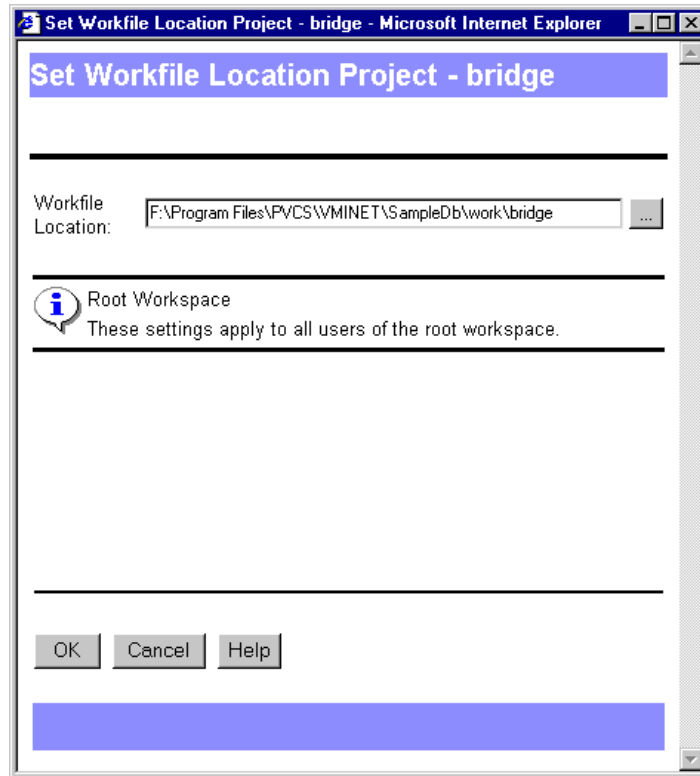 Set Workfile Location Project - bridge - Microsoft Internet Explorer
Set Workfile Location Project - bridge
Workfile
Location:
F:\Program Files\PVCS\VMINET\SampleDb\work\bridge
...
Root Workspace
These settings apply to all users of the root workspace.
OK Cancel Help